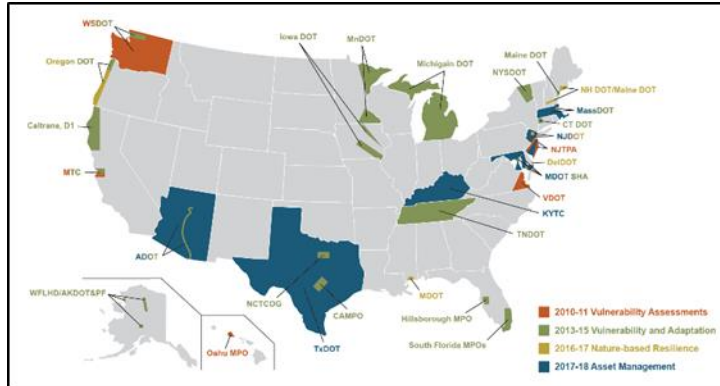 WSDOT
Iowa DOT
MnDOT
Michigain DOT
Maine DOT
NYSDOT
Oregon DOT
NH DOT/Maine DOT
MassDOT
Caltrans, D1
CT DOT
NJDOT
NJTPA
DelDOT
MTC
MDOT SHA
VDOT
KYTC
TNDOT
ADOT
WFLHD/AKDOT&PF
NCTCOG
CAMPO
MDOT
Hillsborough MPO
Oahu MPO
TxDOT
South Florida MPOs
2010-11 Vulnerability Assessments
2013-15 Vulnerability and Adaptation
2016-17 Nature-based Resilience
2017-18 Asset Management